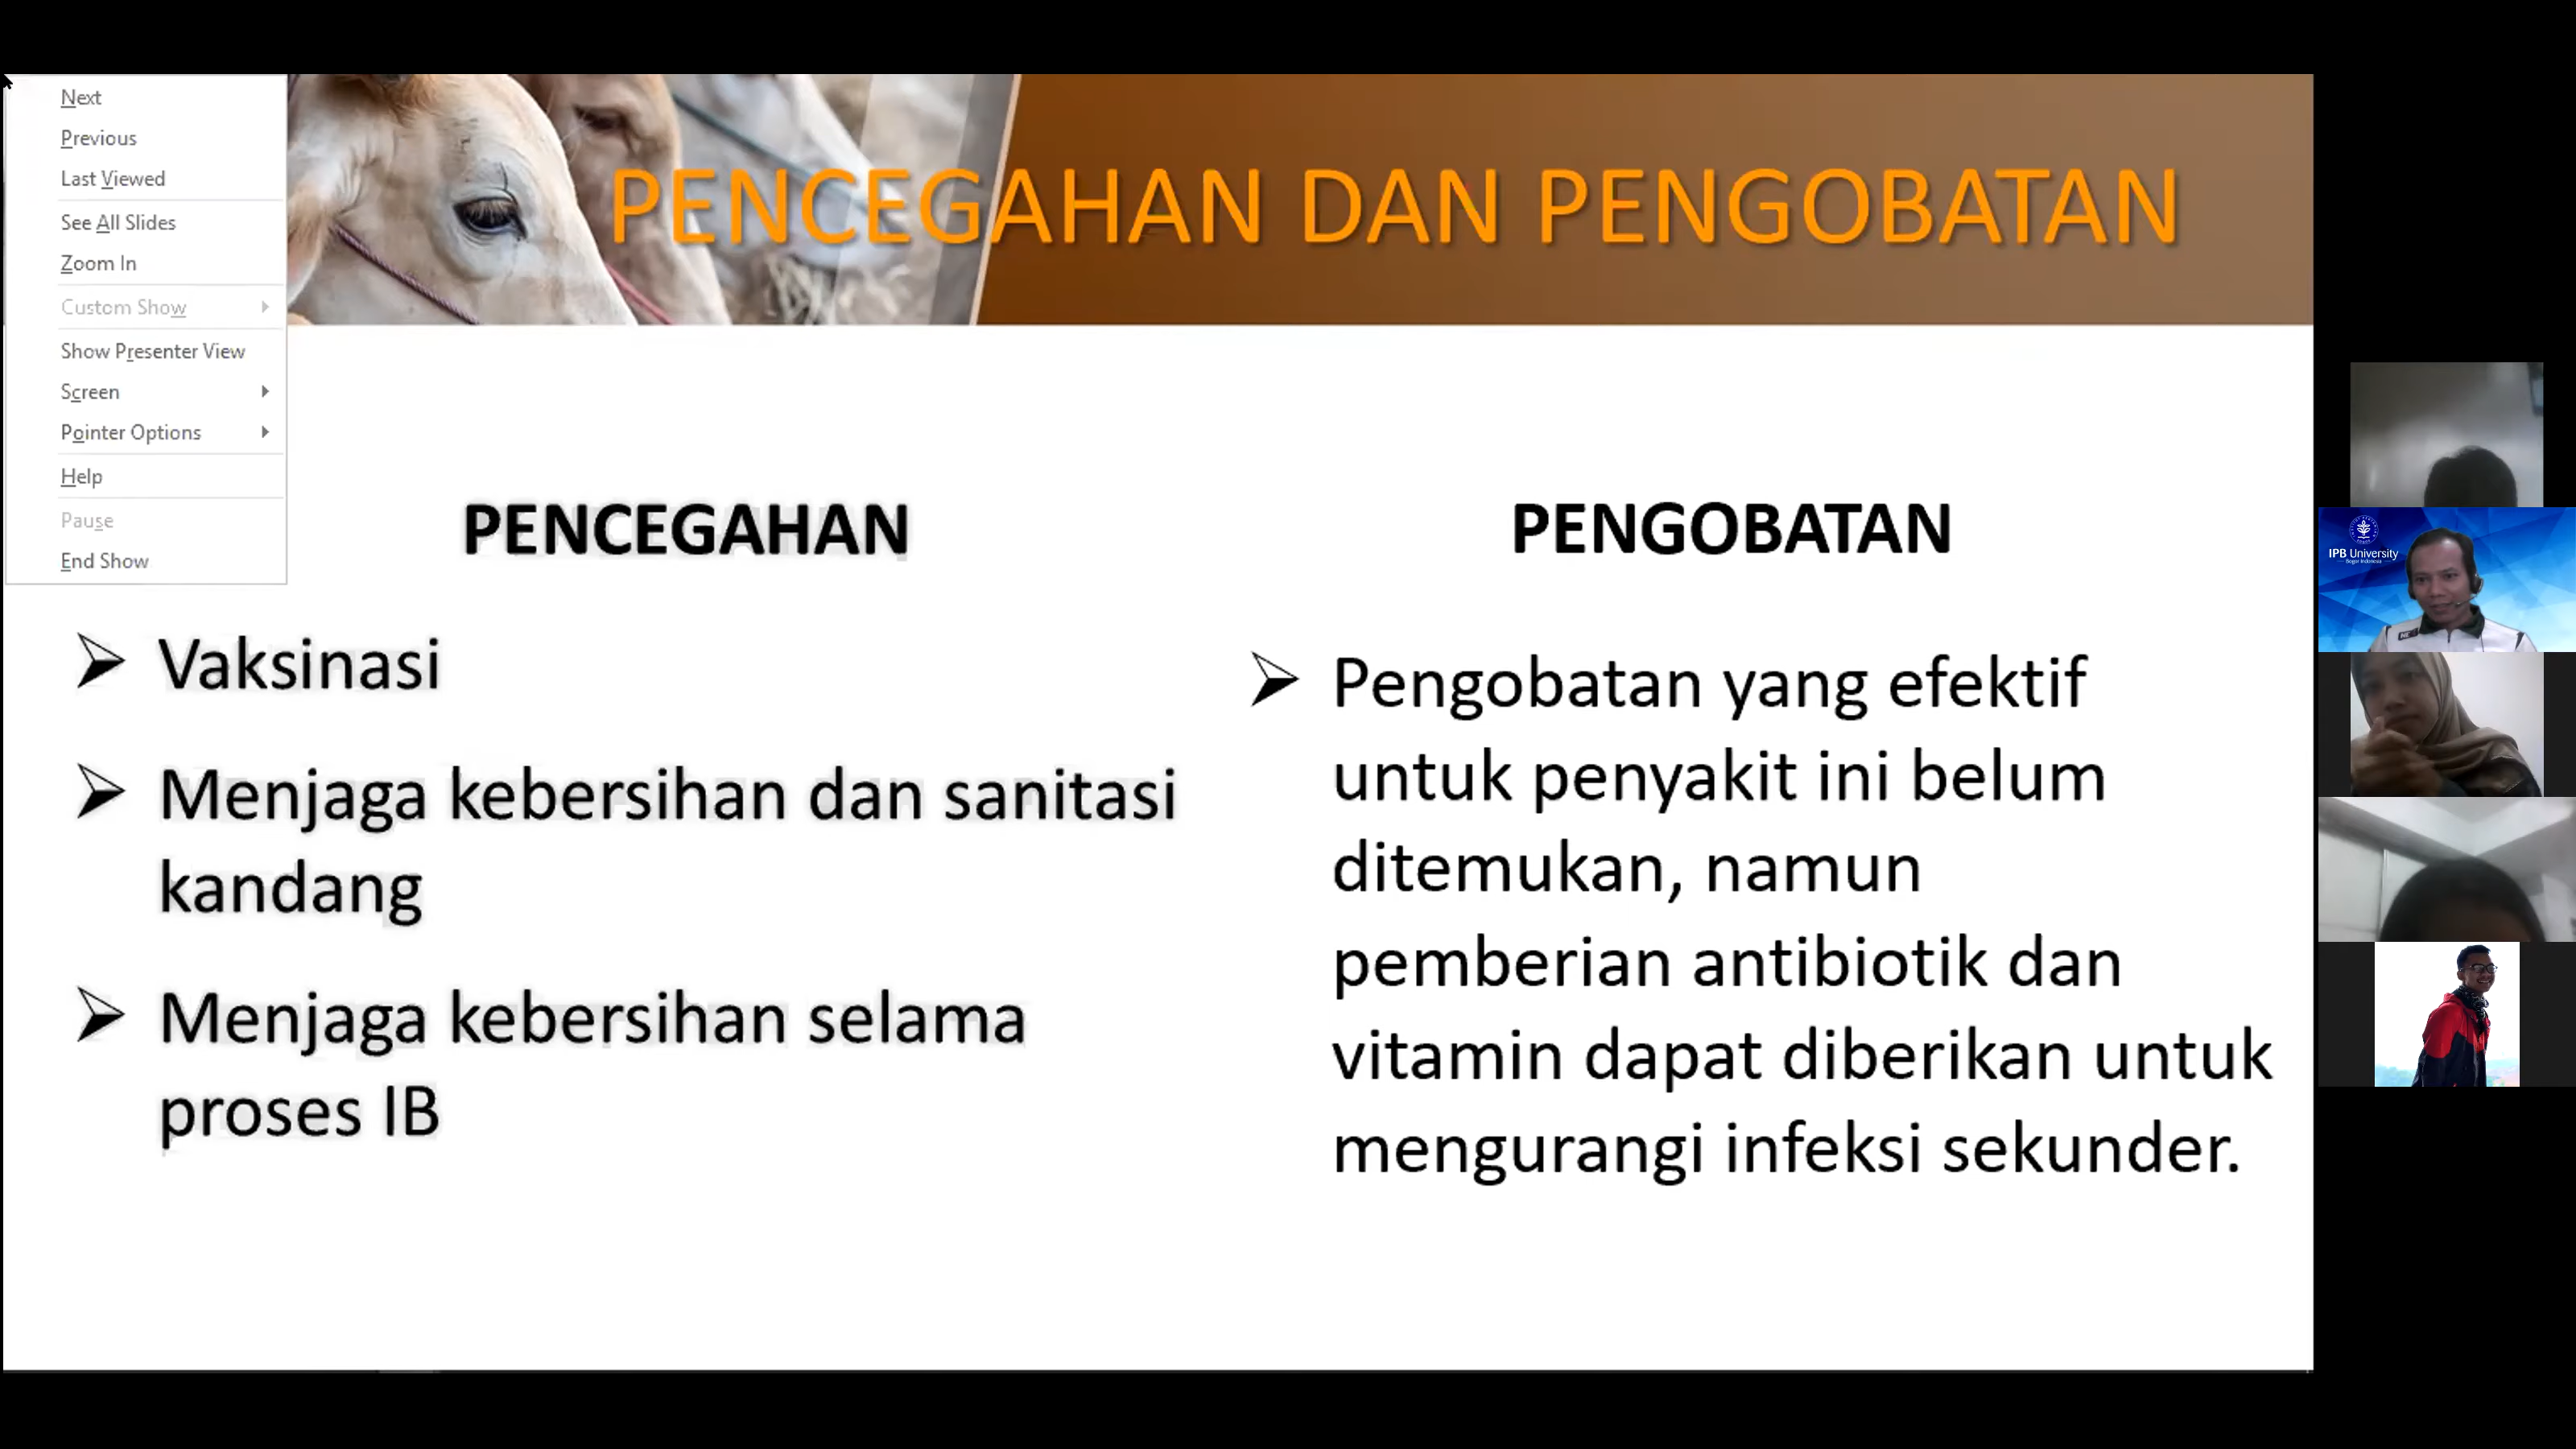 Next
Previous
Last Viewed
See All Slides
Zoom In
Custom Show
Show Presenter View
Screen
Pointer Options
Help
Pause
End Show
PENCEGAHAN DAN PENGOBATAN
PENCEGAHAN
Vaksinasi
Menjaga kebersihan dan sanitasi
kandang
Menjaga kebersihan selama
proses IB
PENGOBATAN
Pengobatan yang efektif
untuk penyakit ini belum
ditemukan, namun
pemberian antibiotik dan
vitamin dapat diberikan untuk
mengurangi infeksi sekunder.
IPB University
Bogor Indonesia